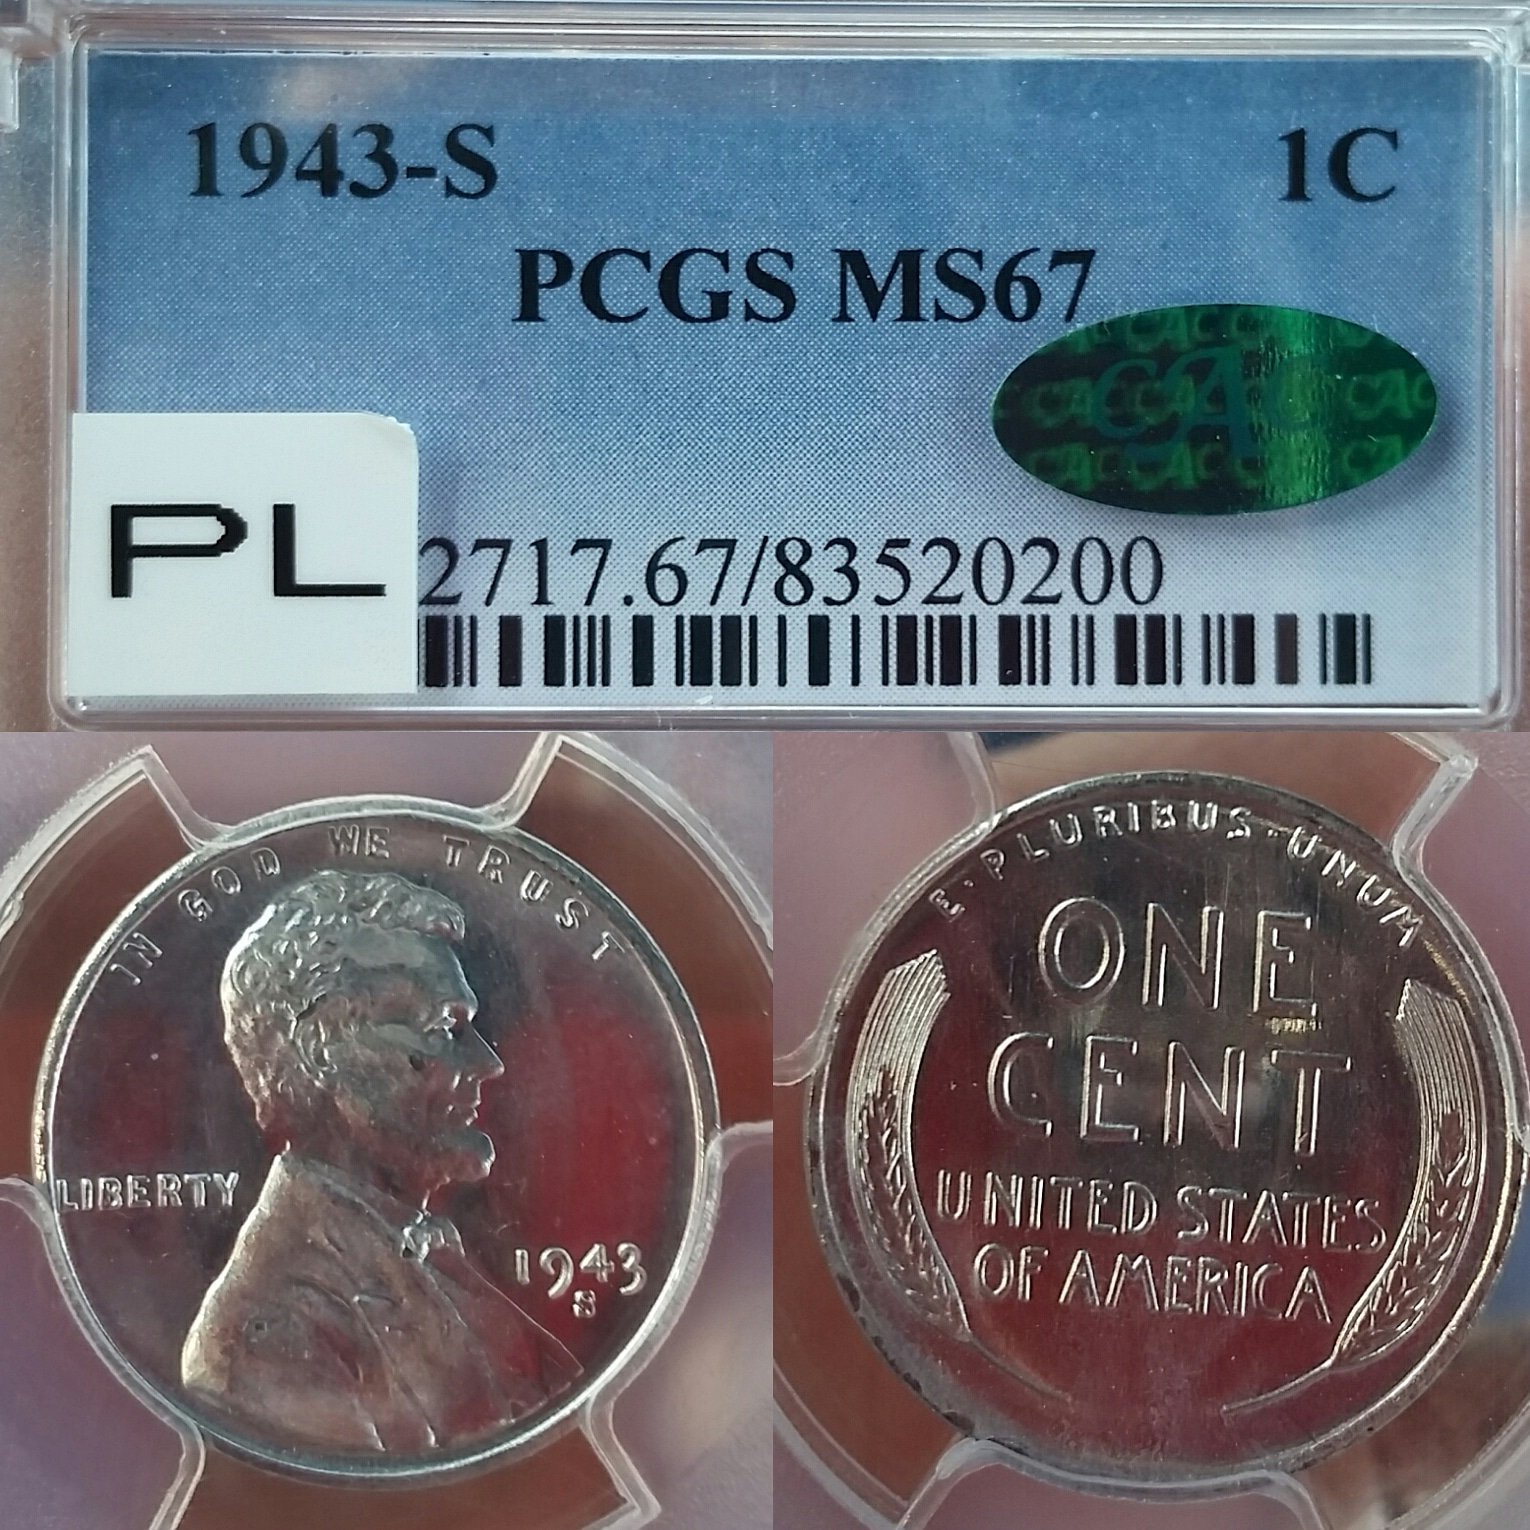 1943-S 1C
PCGS MS67
CAC
PL
2717.67/83520200
IN GOD WE TRUST
LIBERTY
1943
S
E·PLURIBUS·UNUM
ONE
CENT
UNITED STATES
OF AMERICA